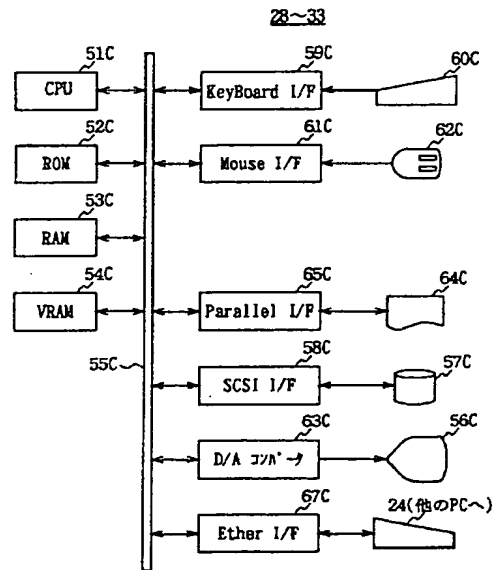 28～33
51C
CPU
52C
ROM
53C
RAM
54C
VRAM
55C
59C
KeyBoard I/F
60C
61C
Mouse I/F
62C
65C
Parallel I/F
64C
58C
SCSI I/F
57C
63C
D/A ｺﾝﾊﾞｰﾀ
56C
67C
Ether I/F
24(他のPCへ)